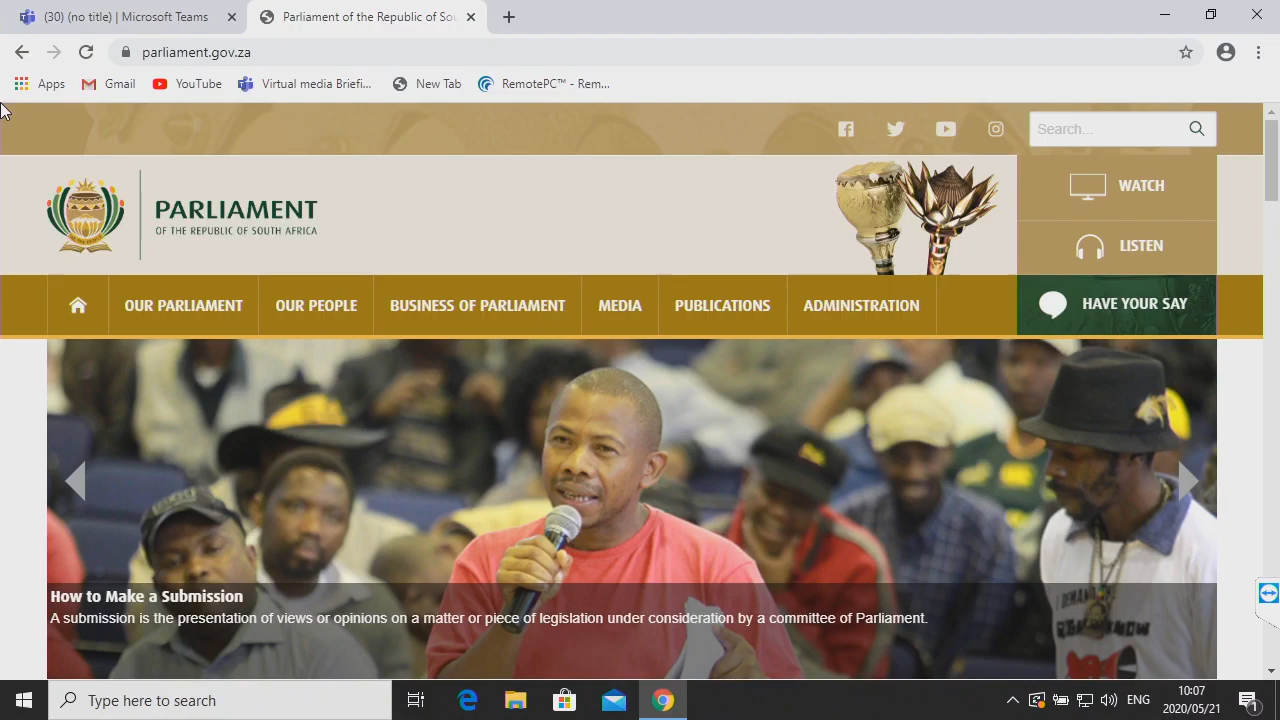 (30) (no title) | Microsoft Teams
Parliament of the Republic of Sou
parliament.gov.za
Apps
Gmail
YouTube
Virtual media Briefi...
New Tab
RemotePC™ - Rem...
Search...
PARLIAMENT
OF THE REPUBLIC OF SOUTH AFRICA
WATCH
LISTEN
OUR PARLIAMENT
OUR PEOPLE
BUSINESS OF PARLIAMENT
MEDIA
PUBLICATIONS
ADMINISTRATION
HAVE YOUR SAY
How to Make a Submission
A submission is the presentation of views or opinions on a matter or piece of legislation under consideration by a committee of Parliament.
Type here to search
ENG
10:07
2020/05/21
1